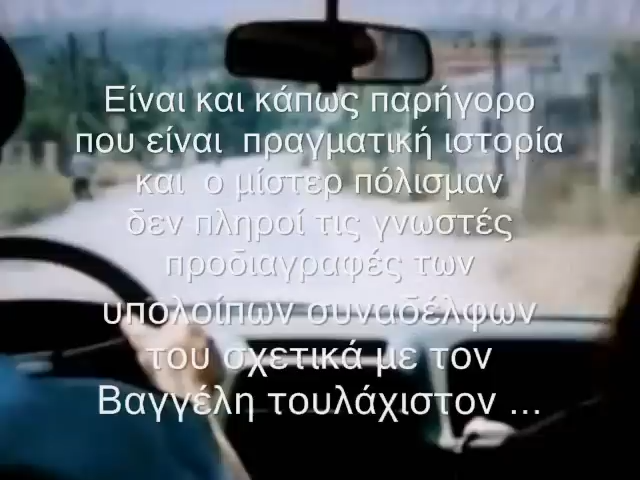 Είναι και κάπως παρήγορο
που είναι πραγματική ιστορία
και ο μίστερ πόλισμαν
δεν πληροί τις γνωστές
προδιαγραφές των
υπολοίπων συναδέλφων
του σχετικά με τον
Βαγγέλη τουλάχιστον ...